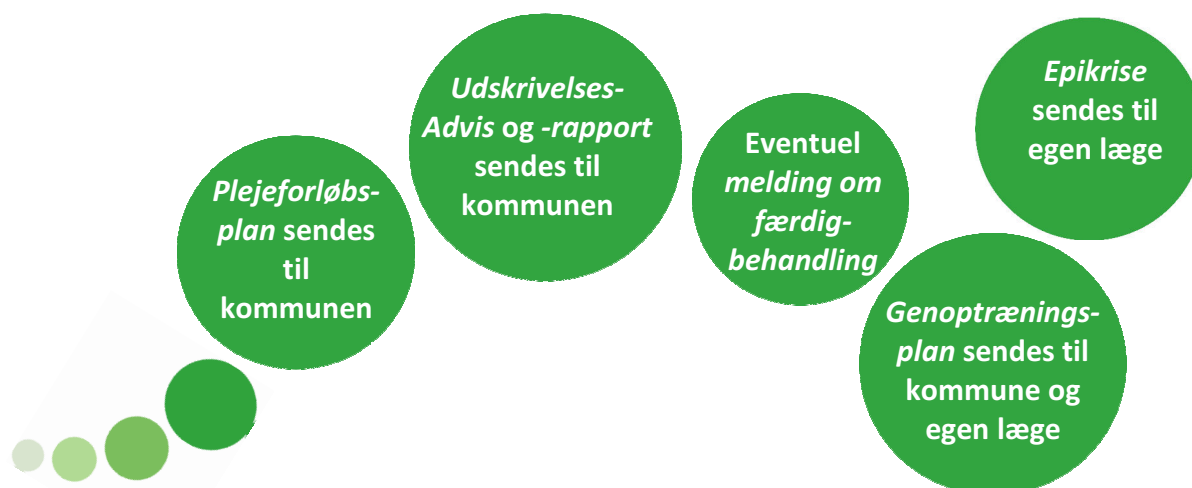 Plejeforløbs-
plan sendes
til
kommunen
Udskrivelses-
Advis og -rapport
sendes til
kommunen
Eventuel
melding om
færdig-
behandling
Genoptrænings-
plan sendes til
kommune og
egen læge
Epikrise
sendes til
egen læge